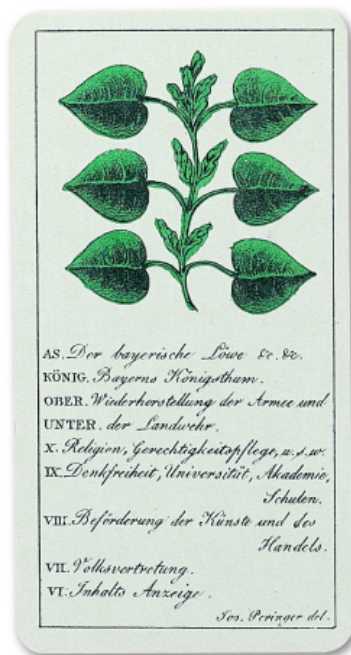 AS. Der bayerische Löwe &c. &c.
KÖNIG. Bayerns Königsthum.
OBER. Wiederherstellung der Armee und
UNTER. der Landwehr.
X. Religion, Gerechtigkeitspflege, u. s. w.
IX. Denkfreiheit, Universität, Akademie,
Schulen.
VIII. Beförderung der Künste und des
Handels.
VII. Volksvertretung.
VI. Inhalts Anzeige.
Jos. Peringer del.